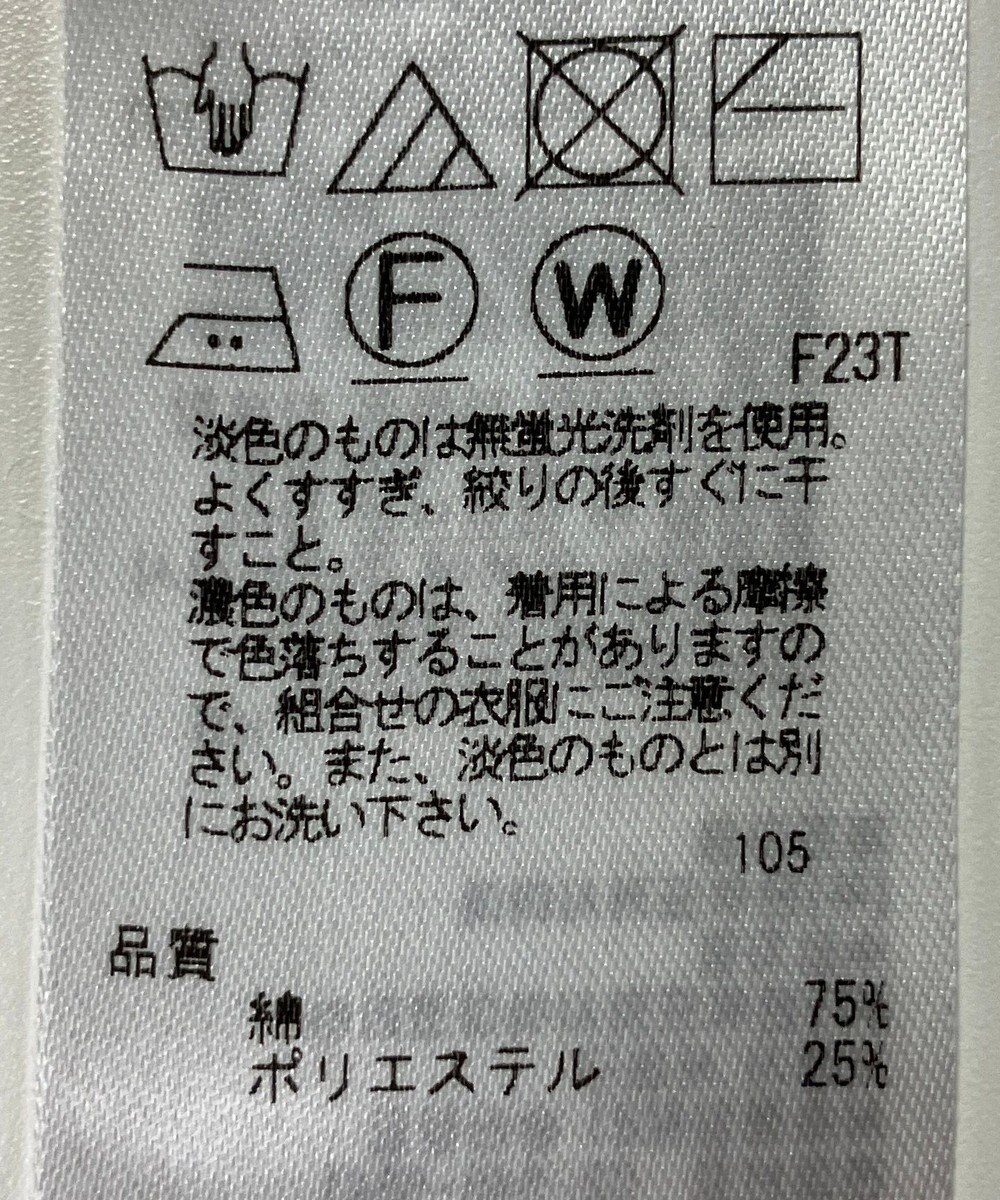 F
W
F23T
淡色のものは無蛍光洗剤を使用。
よくすすぎ、絞りの後すぐに干
すこと。
濃色のものは、着用による摩擦
で色落ちすることがありますの
で、組合せの衣服にご注意くだ
さい。また、淡色のものとは別
にお洗い下さい。
105
品質
綿 75%
ポリエステル 25%